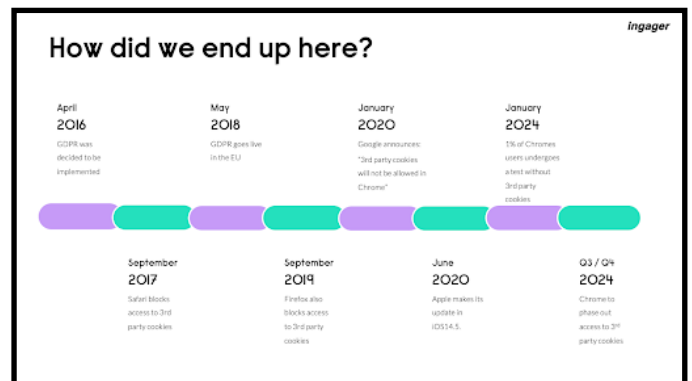 ingager
How did we end up here?
April
2016
GDPR was
decided to be
implemented
May
2018
GDPR goes live
in the EU
January
2020
Google announces:
"3rd party cookies
will not be allowed in
Chrome"
January
2024
1% of Chromes
users undergoes
a test without
3rd party
cookies
September
2017
Safari blocks
access to 3rd
party cookies
September
2019
Firefox also
blocks access
to 3rd party
cookies
June
2020
Apple makes its
update in
iOS14.5.
Q3 / Q4
2024
Chrome to
phase out
access to 3rd
party cookies